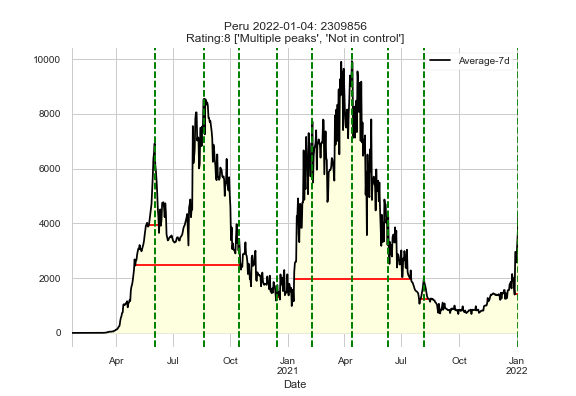 Peru 2022-01-04: 2309856
Rating:8 ['Multiple peaks', 'Not in control']
Average-7d
10000
8000
6000
4000
2000
0
Apr Jul Oct Jan Apr Jul Oct Jan
2021 2022
Date